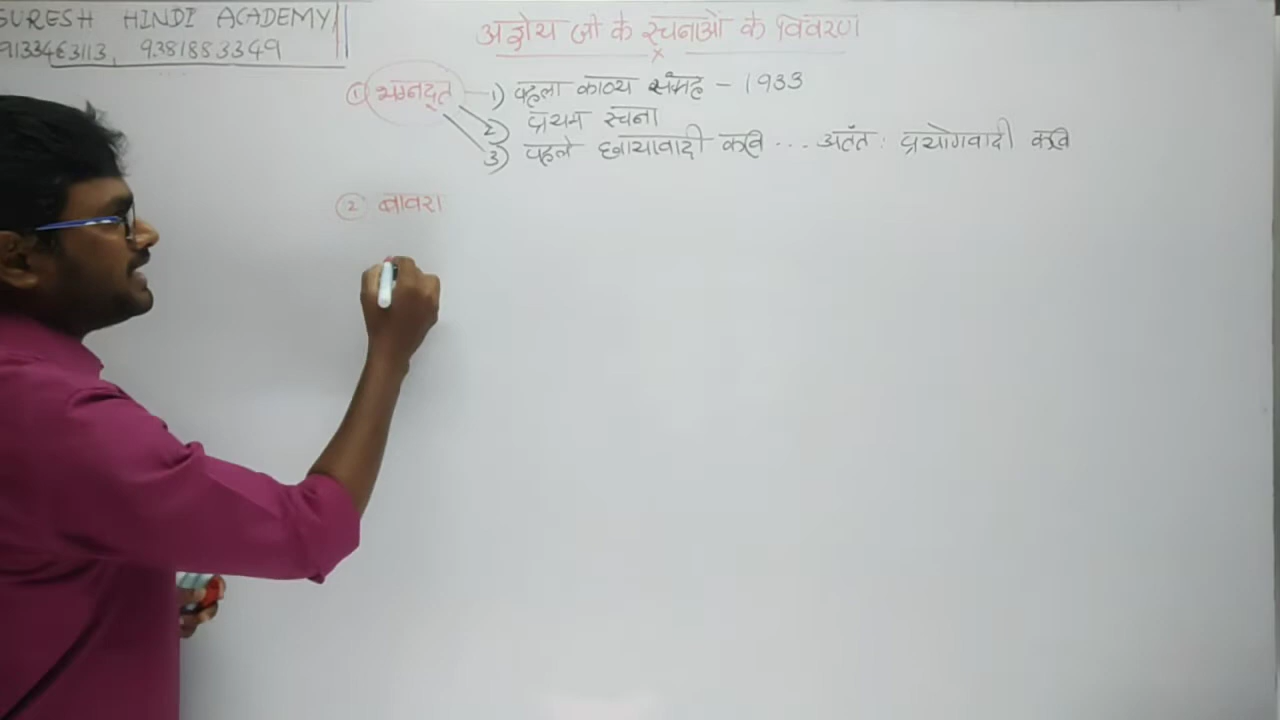 SURESH HINDI ACADEMY
9133463113, 9381883349
अज्ञेय जी के रचनाओं के विवरण
x
① भग्नदूत 1) पहला काव्य संग्रह - 1933
2) प्रथम रचना
3) पहले छायावादी कवि ... अतंत: प्रयोगवादी कवि
② बावरा